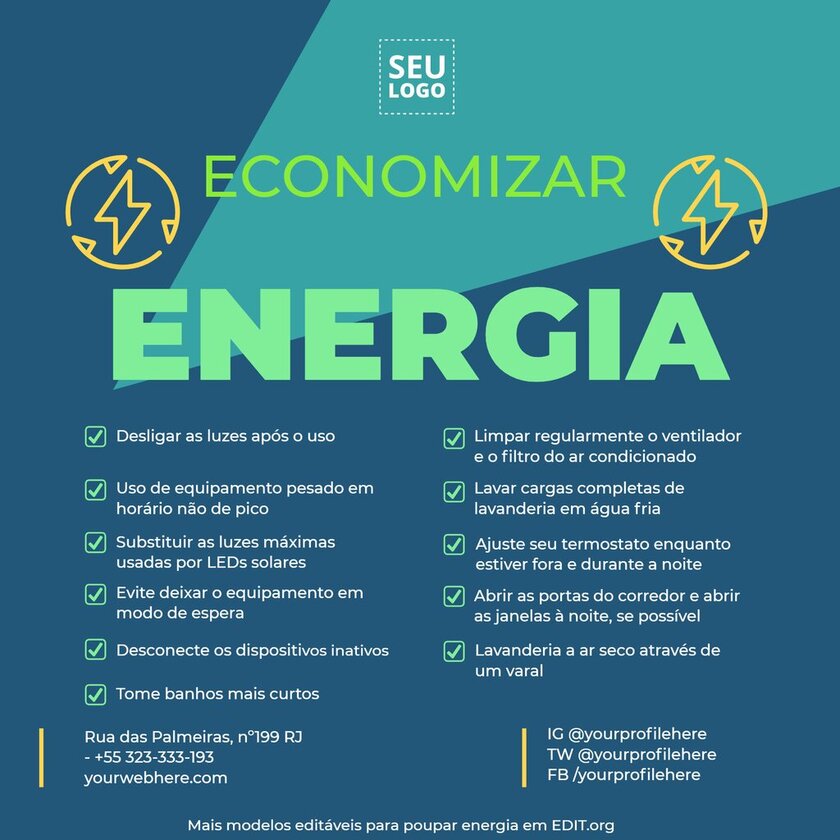 SEU
LOGO
ECONOMIZAR
ENERGIA
Desligar as luzes após o uso
Uso de equipamento pesado em
horário não de pico
Substituir as luzes máximas
usadas por LEDs solares
Evite deixar o equipamento em
modo de espera
Desconecte os dispositivos inativos
Tome banhos mais curtos
Limpar regularmente o ventilador
e o filtro do ar condicionado
Lavar cargas completas de
lavanderia em água fria
Ajuste seu termostato enquanto
estiver fora e durante a noite
Abrir as portas do corredor e abrir
as janelas à noite, se possível
Lavanderia a ar seco através de
um varal
Rua das Palmeiras, nº199 RJ
- +55 323-333-193
yourwebhere.com
IG @yourprofilehere
TW @yourprofilehere
FB /yourprofilehere
Mais modelos editáveis para poupar energia em EDIT.org